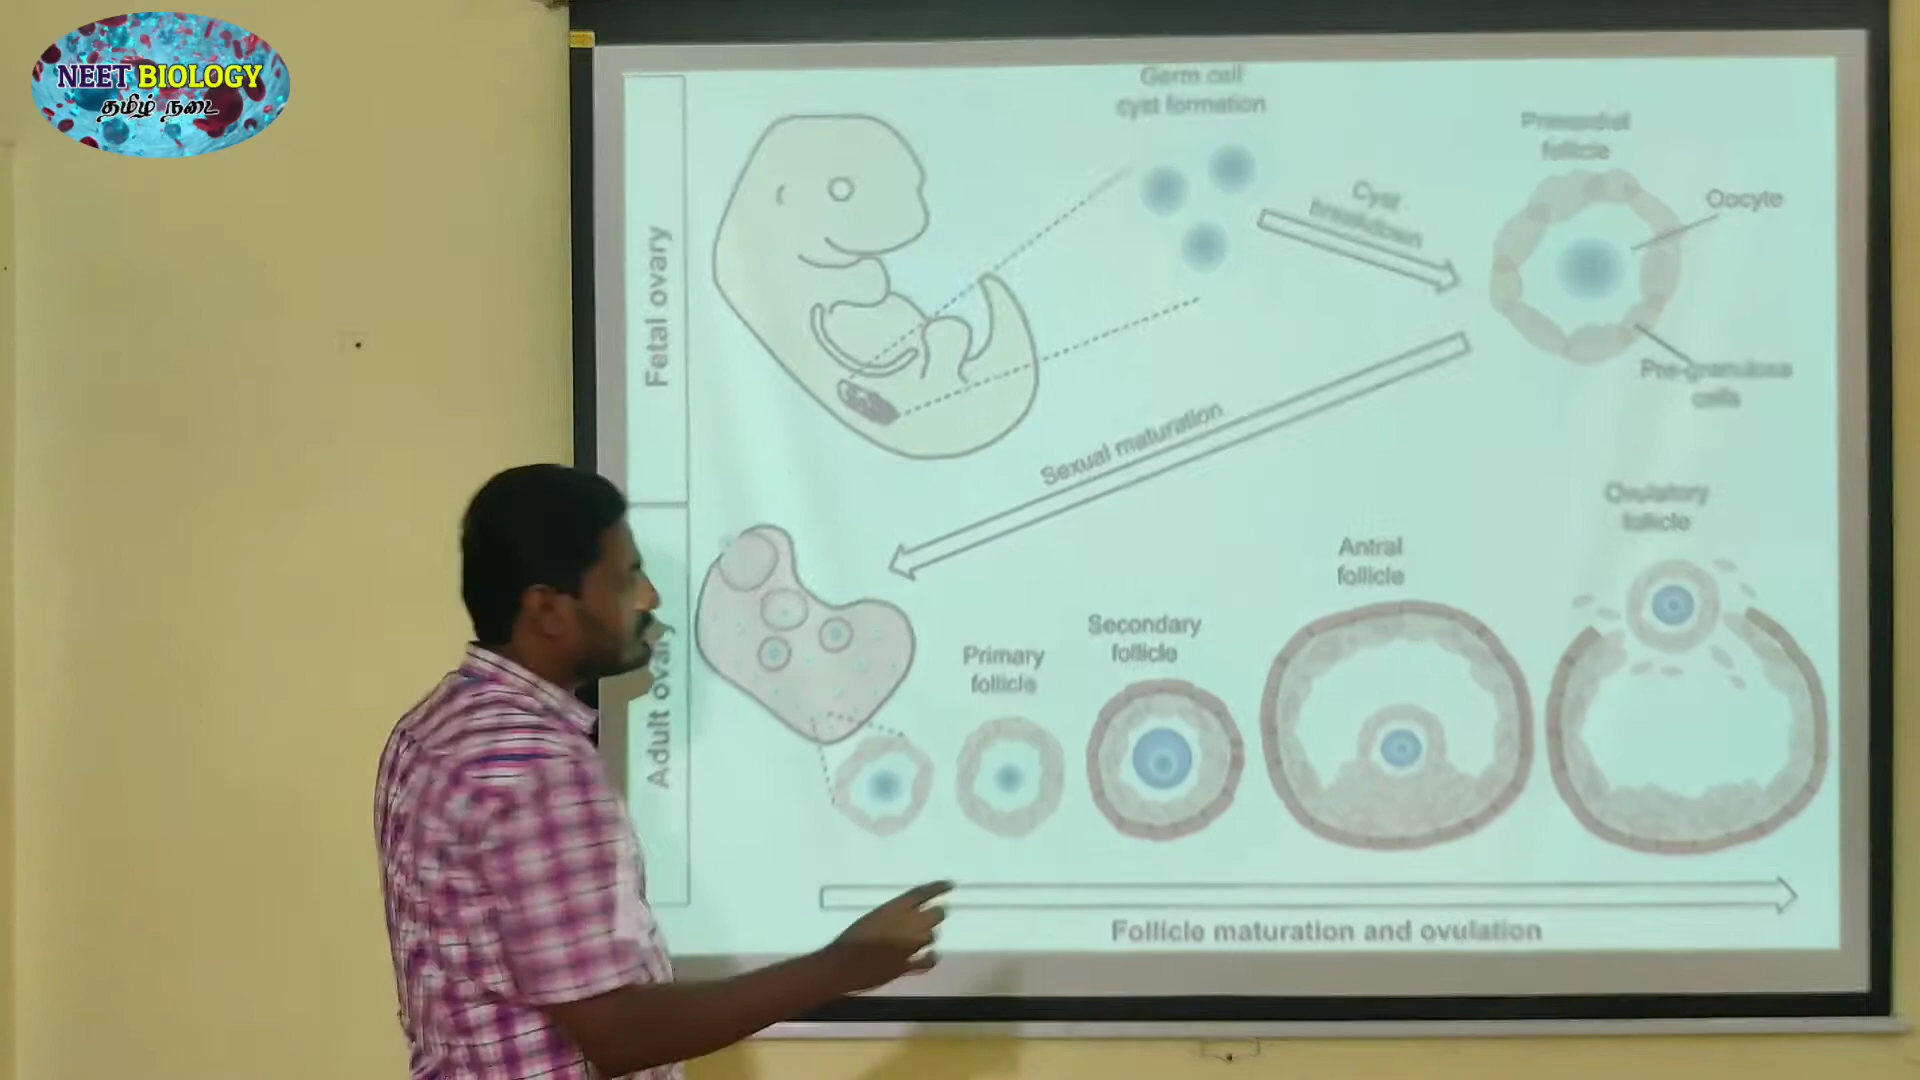 NEET BIOLOGY
தமிழ் நடை
Germ cell
cyst formation
Primordial
follicle
Oocyte
Cyst
breakdown
Pre-granulosa
cells
Fetal ovary
Sexual maturation
Ovulatory
follicle
Antral
follicle
Secondary
follicle
Primary
follicle
Adult ovary
Follicle maturation and ovulation